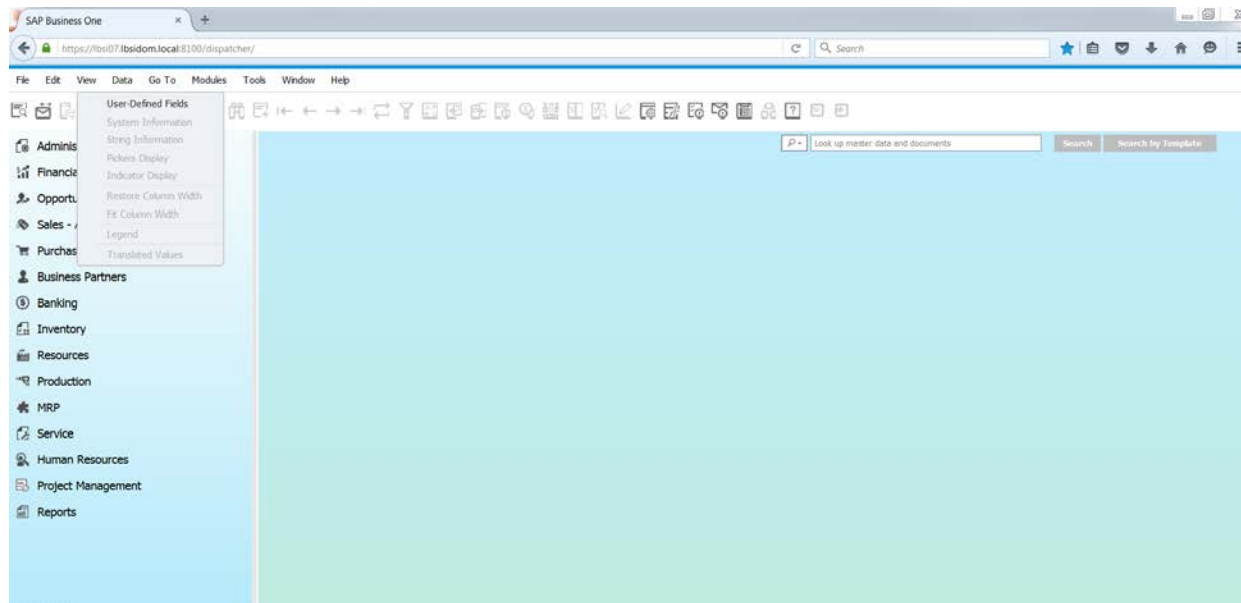 SAP Business One
https://lbsi07.lbsidom.local:8100/dispatcher/
Search
File Edit View Data Go To Modules Tools Window Help
User-Defined Fields
System Information
String Information
Pickers Display
Indicator Display
Restore Column Width
Fit Column Width
Legend
Translated Values
Look up master data and documents
Search
Search by Template
Adminis
Financia
Opportu
Sales - A
Purchas
Business Partners
Banking
Inventory
Resources
Production
MRP
Service
Human Resources
Project Management
Reports